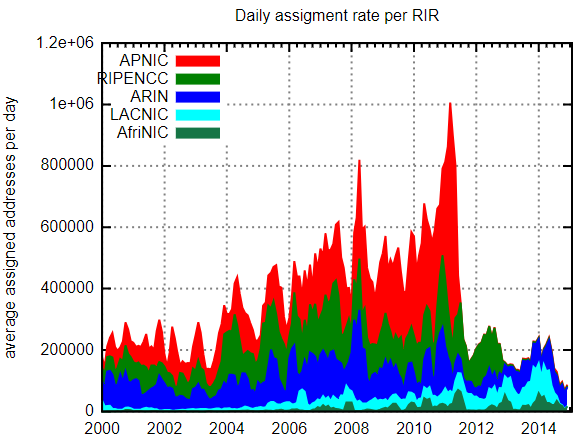 Daily assigment rate per RIR
average assigned addresses per day
1.2e+06
1e+06
800000
600000
400000
200000
0
APNIC
RIPENCC
ARIN
LACNIC
AfriNIC
2000 2002 2004 2006 2008 2010 2012 2014